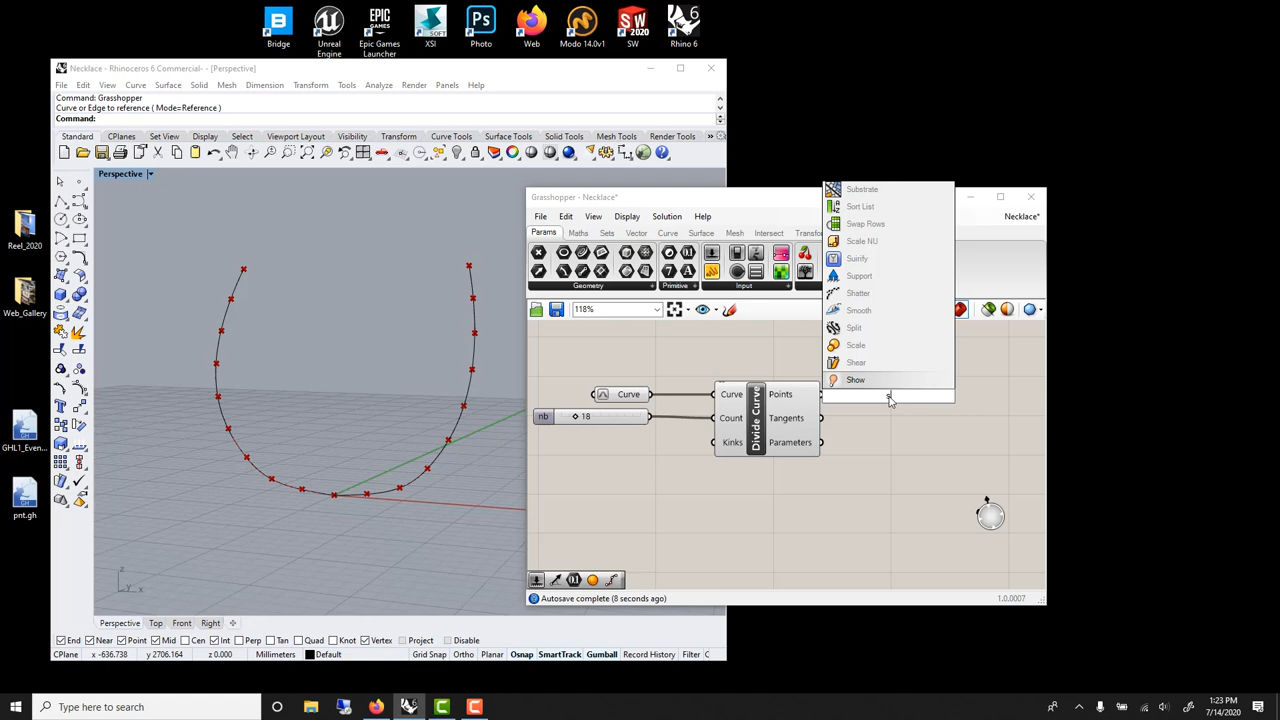 Bridge
Unreal
Engine
Epic Games
Launcher
XSI
Photo
Web
Modo 14.0v1
SW
Rhino 6
Reel_2020
Web_Gallery
GHL1_Even...
pnt.gh
Necklace - Rhinoceros 6 Commercial- - [Perspective]
File Edit View Curve Surface Solid Mesh Dimension Transform Tools Analyze Render Panels Help
Command: Grasshopper
Curve or Edge to reference ( Mode=Reference )
Command:
Standard CPlanes Set View Display Select Viewport Layout Visibility Transform Curve Tools Surface Tools Solid Tools Mesh Tools Render Tools »
Perspective
z
y
x
Perspective Top Front Right
End Near Point Mid Cen Int Perp Tan Quad Knot Vertex Project Disable
CPlane x -636.738 y 2706.164 z 0.000 Millimeters Default Grid Snap Ortho Planar Osnap SmartTrack Gumball Record History Filter C
Grasshopper - Necklace*
File Edit View Display Solution Help
Necklace*
Params Maths Sets Vector Curve Surface Mesh Intersect Transfor
Geometry + Primitive + Input +
118%
Substrate
Sort List
Swap Rows
Scale NU
Suirify
Support
Shatter
Smooth
Split
Scale
Shear
Show
s
Curve
nb 18
Divide Curve
Curve
Count
Kinks
Points
Tangents
Parameters
Autosave complete (8 seconds ago)
1.0.0007
Type here to search
1:23 PM
7/14/2020